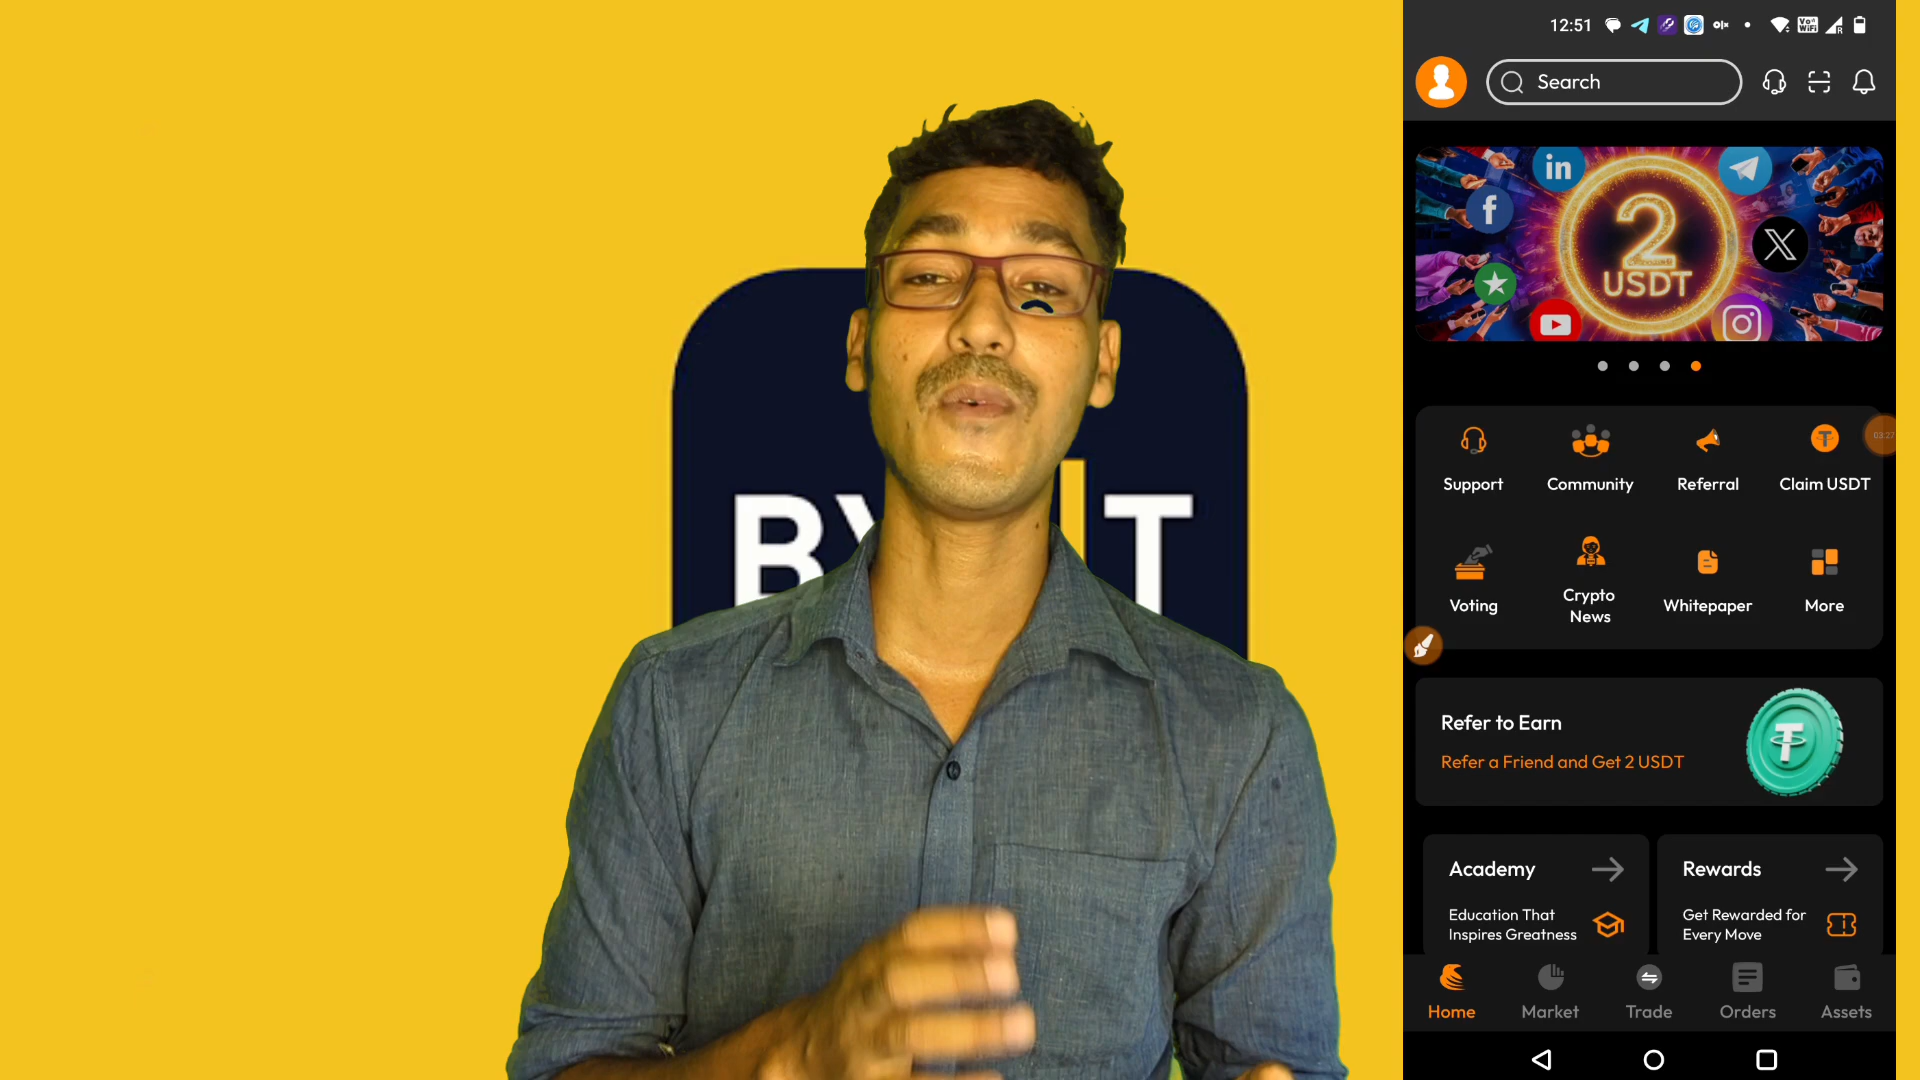 BY
T
12:51
Search
in
f
X
2
USDT
Support
Community
Referral
Claim USDT
03:27
Voting
Crypto
News
Whitepaper
More
Refer to Earn
Refer a Friend and Get 2 USDT
Academy
Rewards
Education That
Inspires Greatness
Get Rewarded for
Every Move
Home
Market
Trade
Orders
Assets